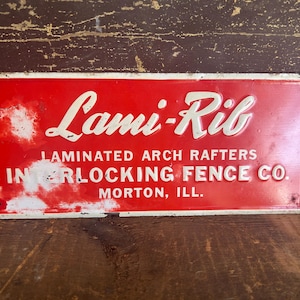 Lami-Rib
LAMINATED ARCH RAFTERS
INTERLOCKING FENCE CO.
MORTON, ILL.